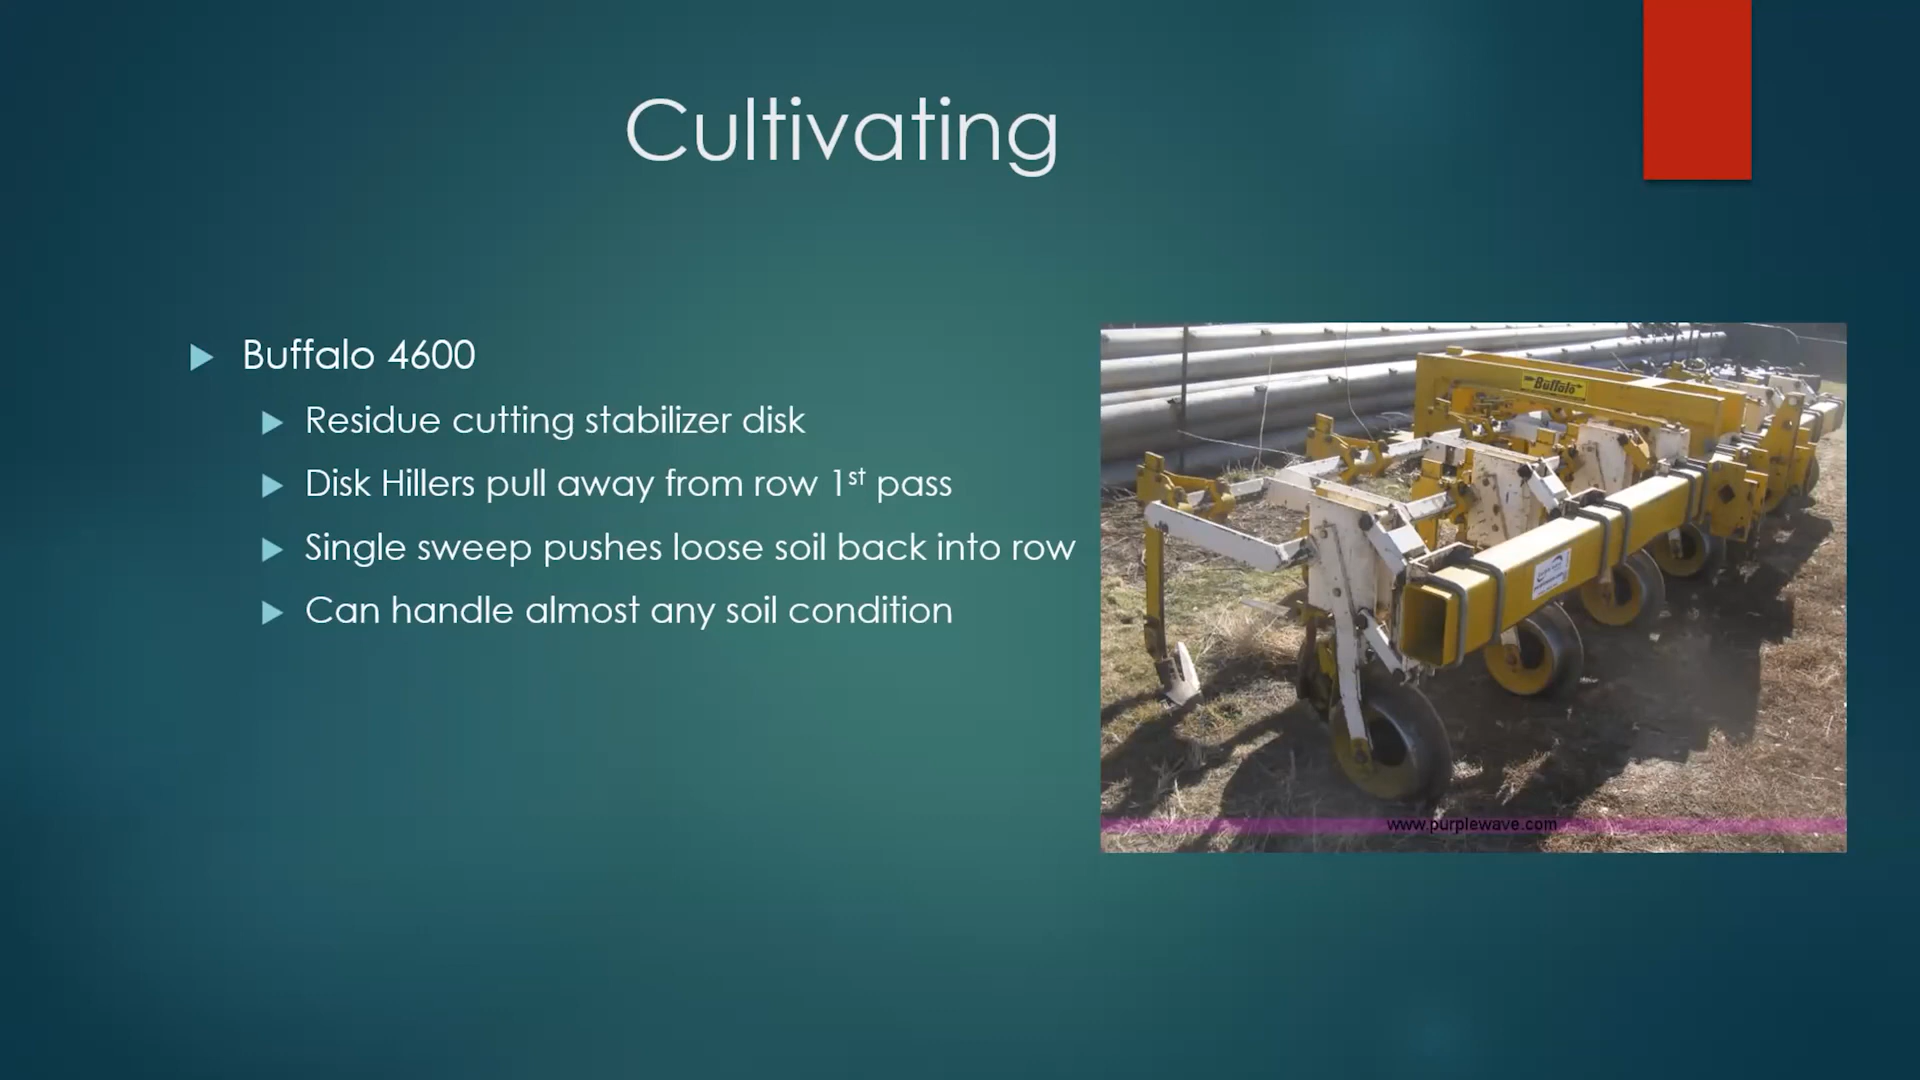 Cultivating
Buffalo 4600
Residue cutting stabilizer disk
Disk Hillers pull away from row 1st pass
Single sweep pushes loose soil back into row
Can handle almost any soil condition
Buffalo
www.purplewave.com